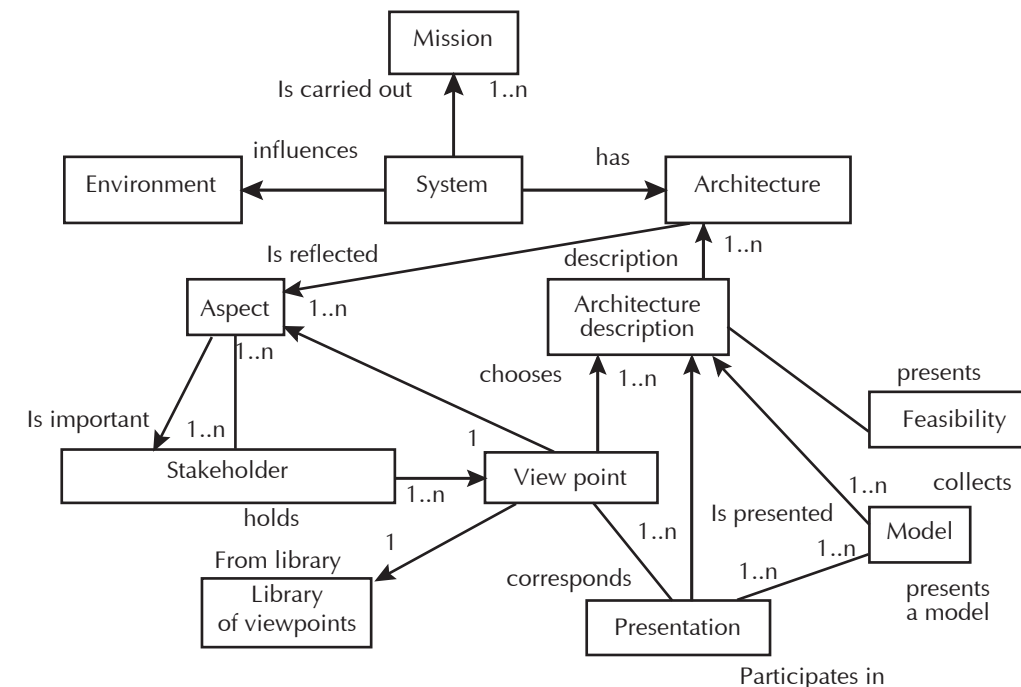 Mission
Is carried out
1..n
influences
has
Environment
System
Architecture
Is reflected
description
1..n
Aspect
1..n
Architecture
description
1..n
chooses
1..n
presents
Is important
1..n
Feasibility
1
Stakeholder
View point
1..n
1..n
collects
holds
Is presented
1..n
Model
1
1..n
From library
1..n
corresponds
Library
of viewpoints
presents
a model
Presentation
Participates in